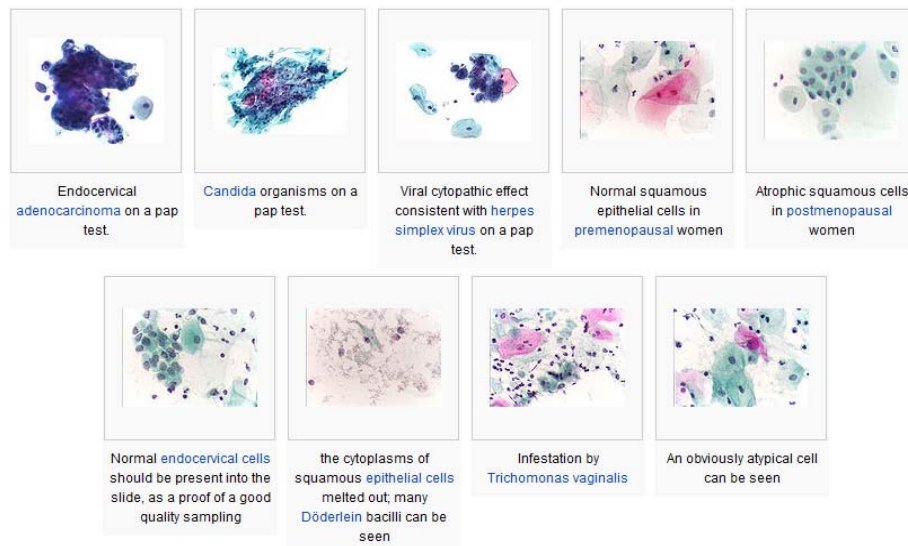 Endocervical
adenocarcinoma on a pap
test.
Candida organisms on a
pap test.
Viral cytopathic effect
consistent with herpes
simplex virus on a pap
test.
Normal squamous
epithelial cells in
premenopausal women
Atrophic squamous cells
in postmenopausal
women
Normal endocervical cells
should be present into the
slide, as a proof of a good
quality sampling
the cytoplasms of
squamous epithelial cells
melted out; many
Döderlein bacilli can be
seen
Infestation by
Trichomonas vaginalis
An obviously atypical cell
can be seen